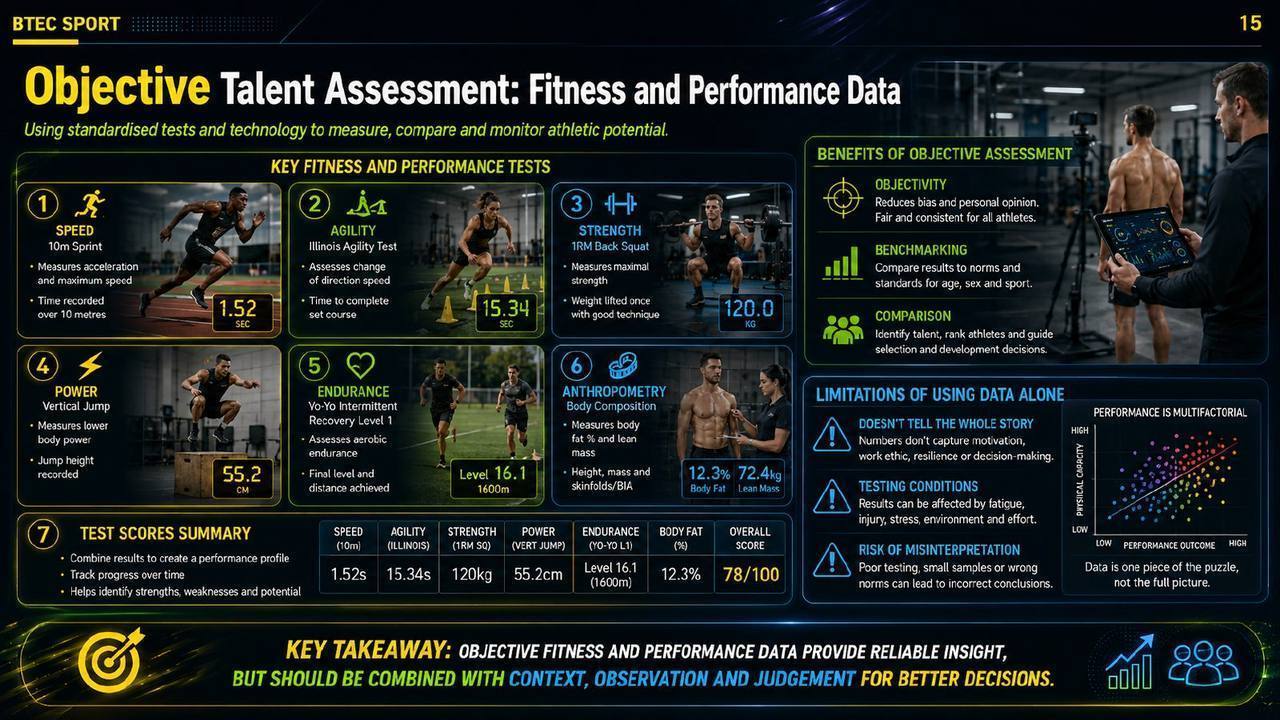 BTEC SPORT
15
Objective Talent Assessment: Fitness and Performance Data
Using standardised tests and technology to measure, compare and monitor athletic potential.
KEY FITNESS AND PERFORMANCE TESTS
1
SPEED
10m Sprint
• Measures acceleration
and maximum speed
• Time recorded
over 10 metres
1.52
SEC
2
AGILITY
Illinois Agility Test
• Assesses change
of direction speed
• Time to complete
set course
15.34
SEC
3
STRENGTH
1RM Back Squat
• Measures maximal
strength
• Weight lifted once
with good technique
120.0
KG
4
POWER
Vertical Jump
• Measures lower
body power
• Jump height
recorded
55.2
CM
5
ENDURANCE
Yo-Yo Intermittent
Recovery Level 1
• Assesses aerobic
endurance
• Final level and
distance achieved
Level 16.1
1600m
6
ANTHROPOMETRY
Body Composition
• Measures body
fat % and lean
mass
• Height, mass and
skinfolds/BIA
12.3% 72.4kg
Body Fat Lean Mass
7
TEST SCORES SUMMARY
• Combine results to create a performance profile
• Track progress over time
• Helps identify strengths, weaknesses and potential
SPEED AGILITY STRENGTH POWER ENDURANCE BODY FAT OVERALL
(10m) (ILLINOIS) (1RM SQ) (VERT JUMP) (YO-YO L1) (%) SCORE
1.52s 15.34s 120kg 55.2cm Level 16.1 12.3% 78/100
(1600m)
BENEFITS OF OBJECTIVE ASSESSMENT
OBJECTIVITY
Reduces bias and personal opinion.
Fair and consistent for all athletes.
BENCHMARKING
Compare results to norms and
standards for age, sex and sport.
COMPARISON
Identify talent, rank athletes and guide
selection and development decisions.
LIMITATIONS OF USING DATA ALONE
DOESN'T TELL THE WHOLE STORY
Numbers don't capture motivation,
work ethic, resilience or decision-making.
TESTING CONDITIONS
Results can be affected by fatigue,
injury, stress, environment and effort.
RISK OF MISINTERPRETATION
Poor testing, small samples or wrong
norms can lead to incorrect conclusions.
PERFORMANCE IS MULTIFACTORIAL
HIGH
PHYSICAL CAPACITY
LOW
LOW PERFORMANCE OUTCOME HIGH
Data is one piece of the puzzle,
not the full picture.
KEY TAKEAWAY: OBJECTIVE FITNESS AND PERFORMANCE DATA PROVIDE RELIABLE INSIGHT,
BUT SHOULD BE COMBINED WITH CONTEXT, OBSERVATION AND JUDGEMENT FOR BETTER DECISIONS.